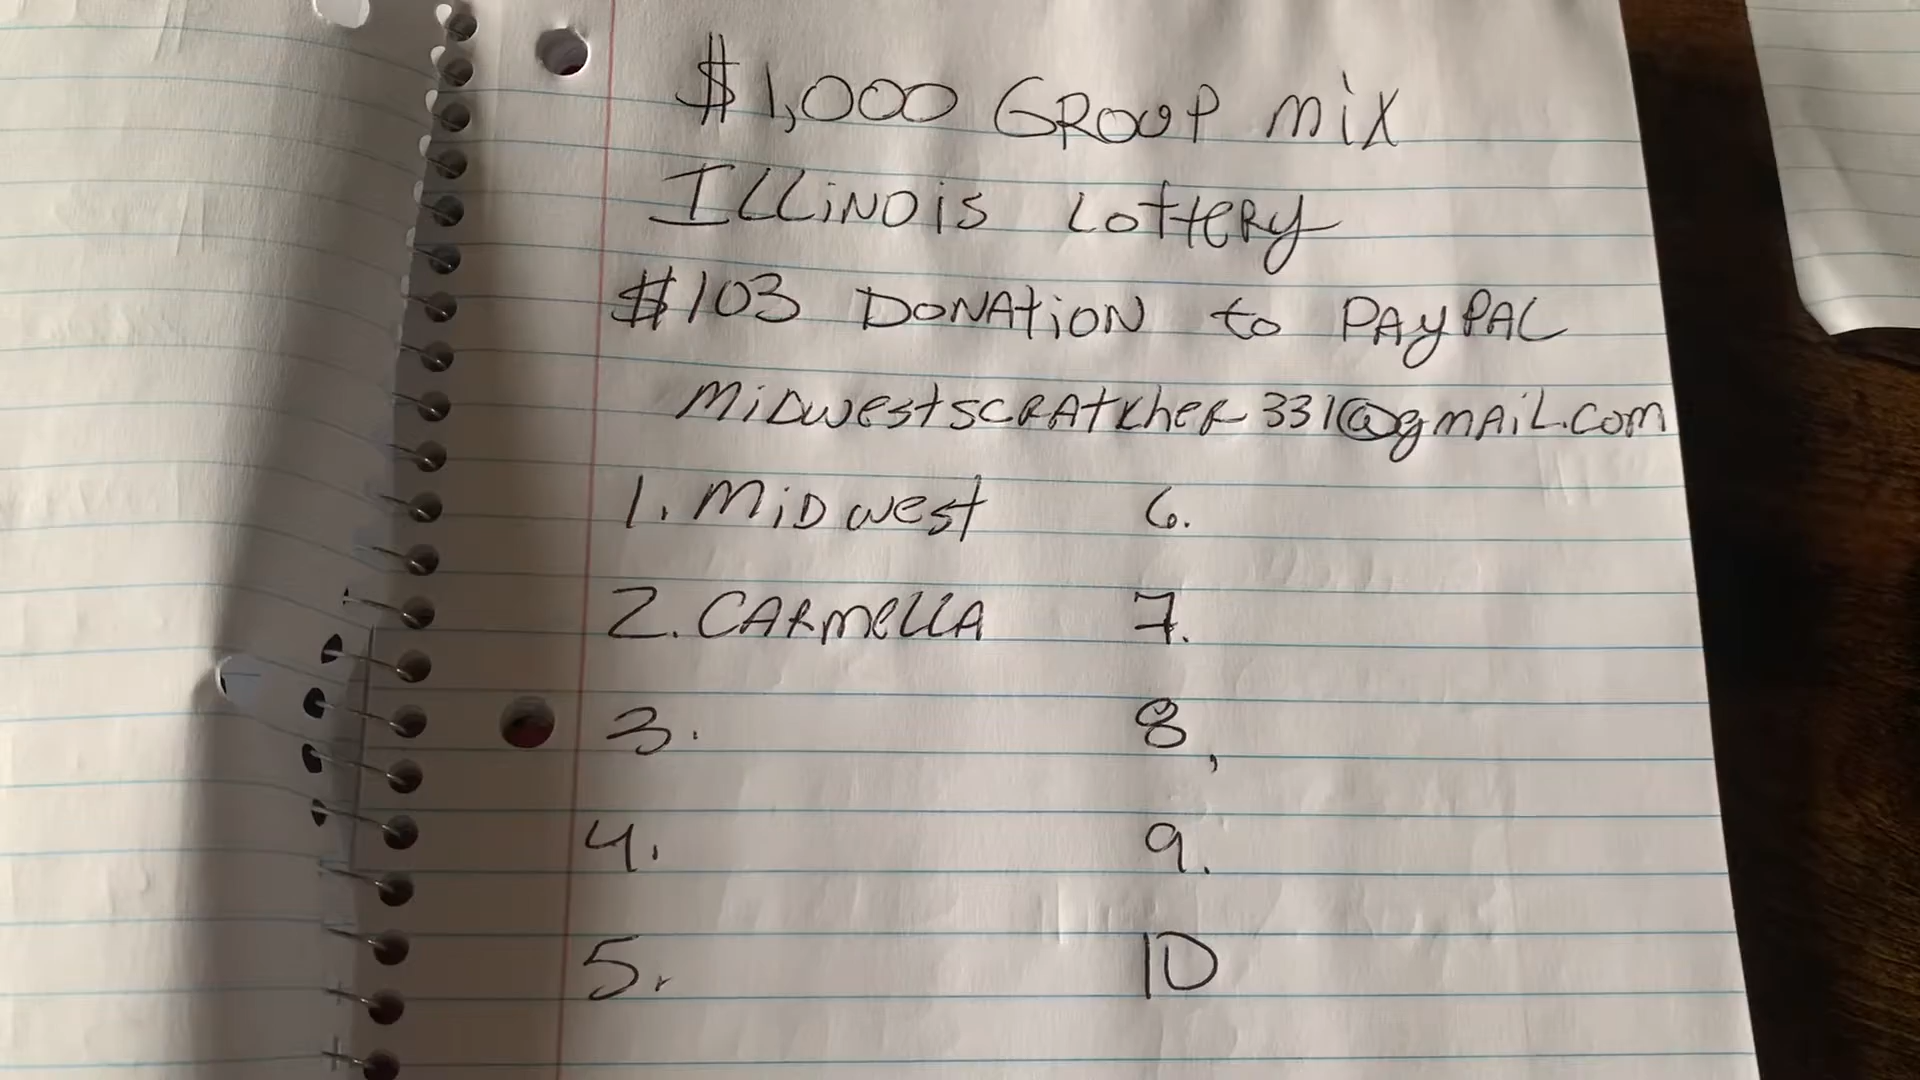 $1,000 GROUP MIX
ILLINOIS LOTTERY
$103 DONATION to PAYPAL
MIDWESTSCRATCHER331@GMAIL.COM
1. MIDWEST
2. CARMELLA
3.
4.
5.
6.
7.
8,
9.
10